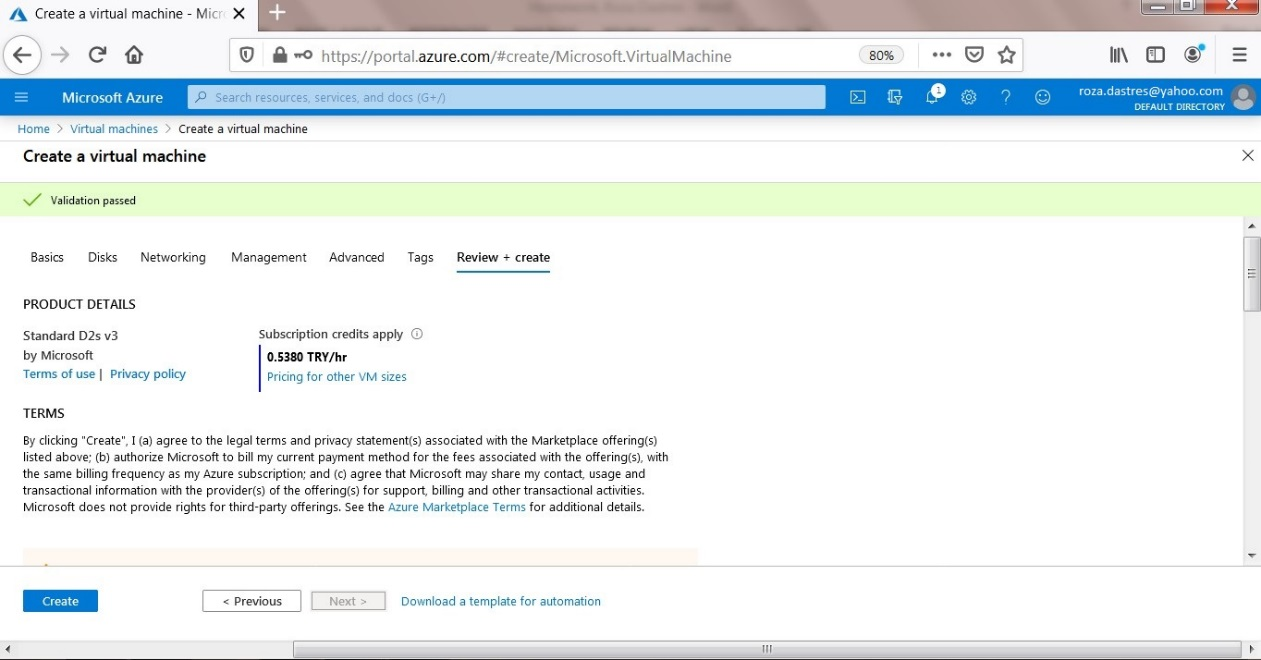 Create a virtual machine - Micr
https://portal.azure.com/#create/Microsoft.VirtualMachine
80%
Microsoft Azure
Search resources, services, and docs (G+/)
1
roza.dastres@yahoo.com
DEFAULT DIRECTORY
Home > Virtual machines > Create a virtual machine
Create a virtual machine
Validation passed
Basics Disks Networking Management Advanced Tags Review + create
PRODUCT DETAILS
Standard D2s v3
by Microsoft
Terms of use | Privacy policy
Subscription credits apply
0.5380 TRY/hr
Pricing for other VM sizes
TERMS
By clicking "Create", I (a) agree to the legal terms and privacy statement(s) associated with the Marketplace offering(s)
listed above; (b) authorize Microsoft to bill my current payment method for the fees associated with the offering(s), with
the same billing frequency as my Azure subscription; and (c) agree that Microsoft may share my contact, usage and
transactional information with the provider(s) of the offering(s) for support, billing and other transactional activities.
Microsoft does not provide rights for third-party offerings. See the Azure Marketplace Terms for additional details.
Create
< Previous
Next >
Download a template for automation